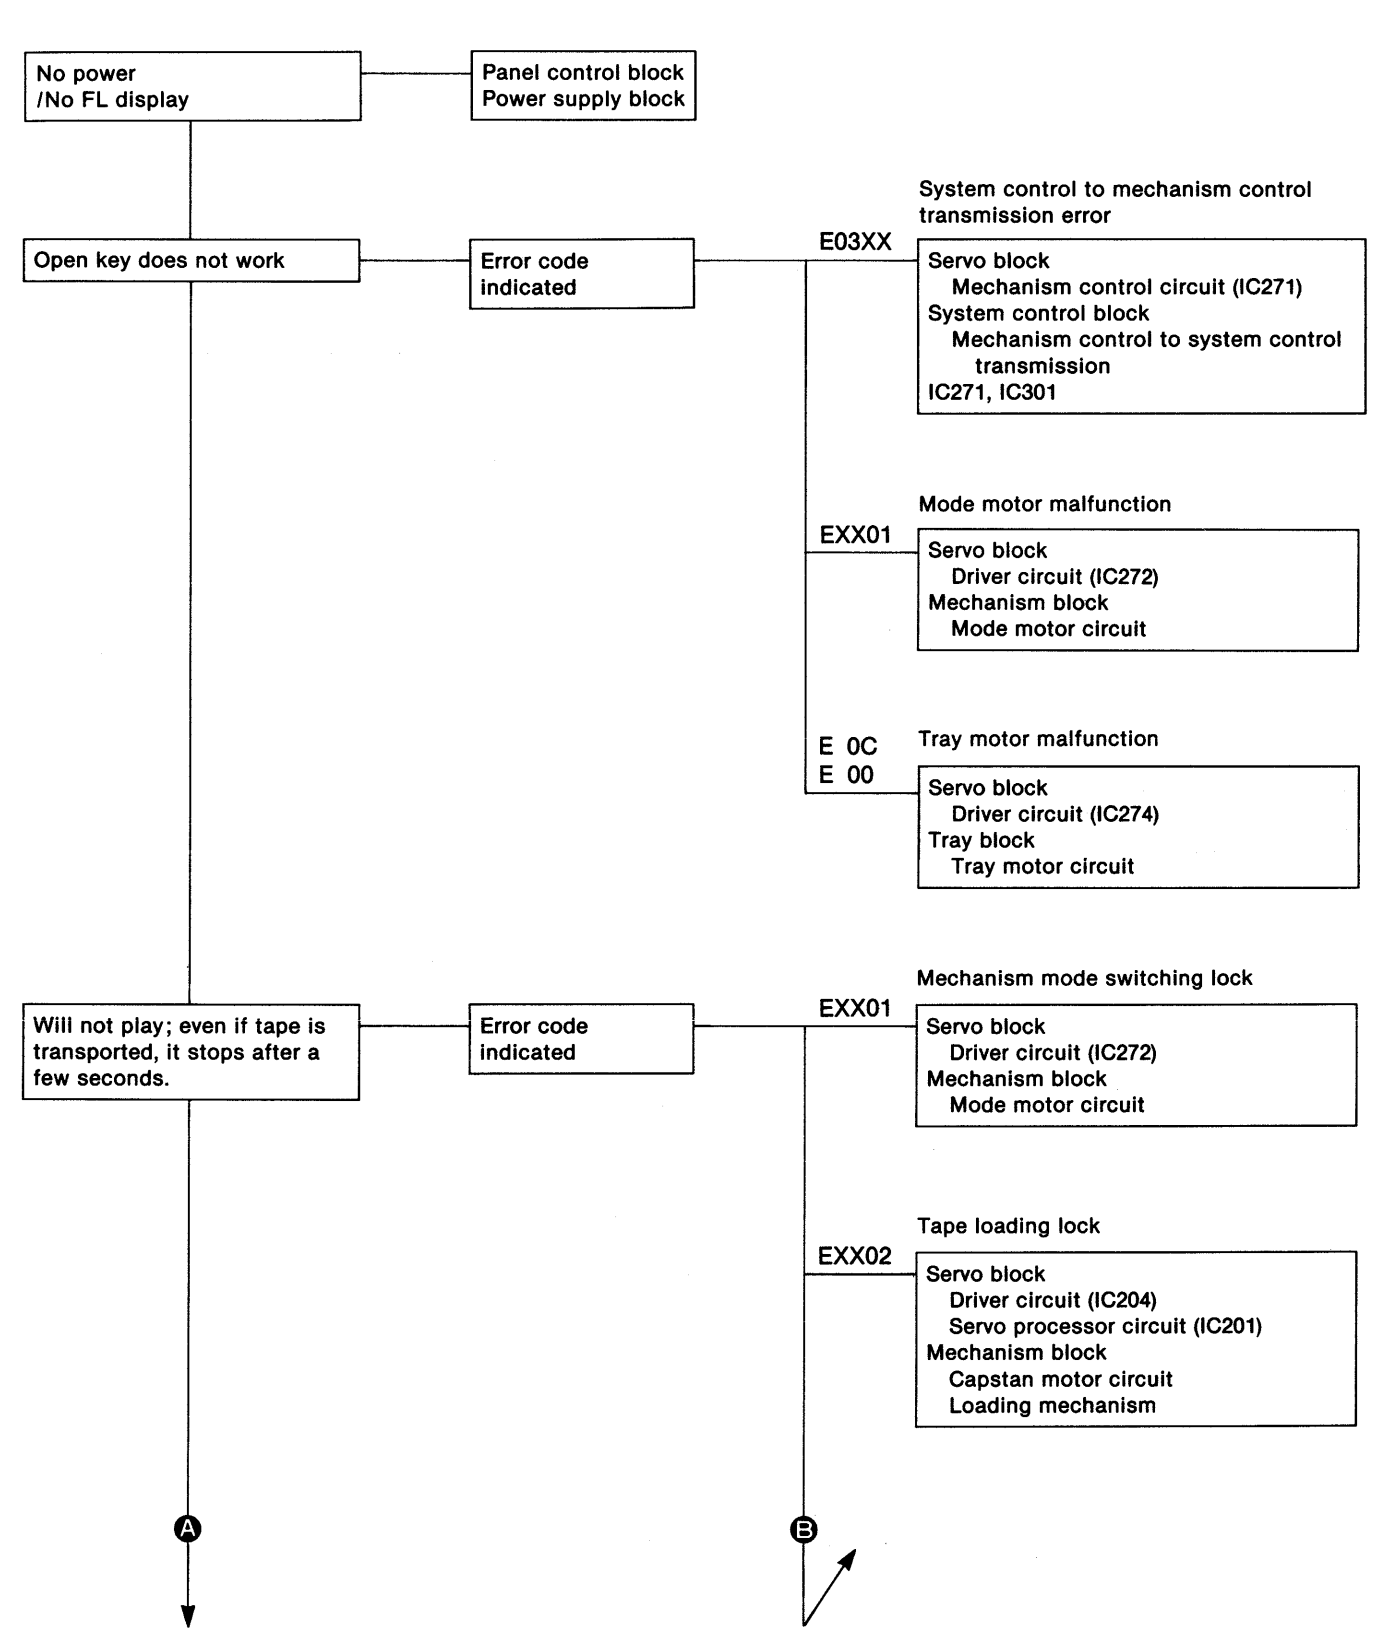 No power
/No FL display
Panel control block
Power supply block
System control to mechanism control
transmission error
Open key does not work
Error code
indicated
E03XX
Servo block
Mechanism control circuit (IC271)
System control block
Mechanism control to system control
transmission
IC271, IC301
Mode motor malfunction
EXX01
Servo block
Driver circuit (IC272)
Mechanism block
Mode motor circuit
E 0C
E 00
Tray motor malfunction
Servo block
Driver circuit (IC274)
Tray block
Tray motor circuit
Will not play; even if tape is
transported, it stops after a
few seconds.
Error code
indicated
Mechanism mode switching lock
EXX01
Servo block
Driver circuit (IC272)
Mechanism block
Mode motor circuit
Tape loading lock
EXX02
Servo block
Driver circuit (IC204)
Servo processor circuit (IC201)
Mechanism block
Capstan motor circuit
Loading mechanism
A
B